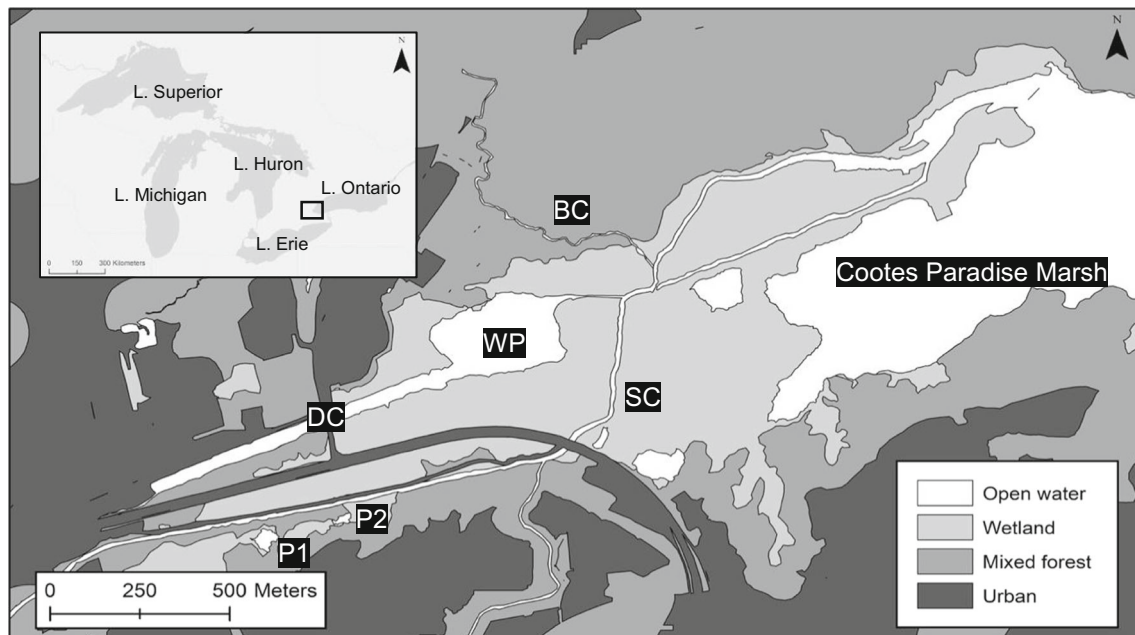 N
N
L. Superior
L. Huron
L. Michigan
L. Ontario
L. Erie
0 150 300 Kilometers
BC
Cootes Paradise Marsh
WP
SC
DC
P2
P1
Open water
Wetland
Mixed forest
Urban
0 250 500 Meters